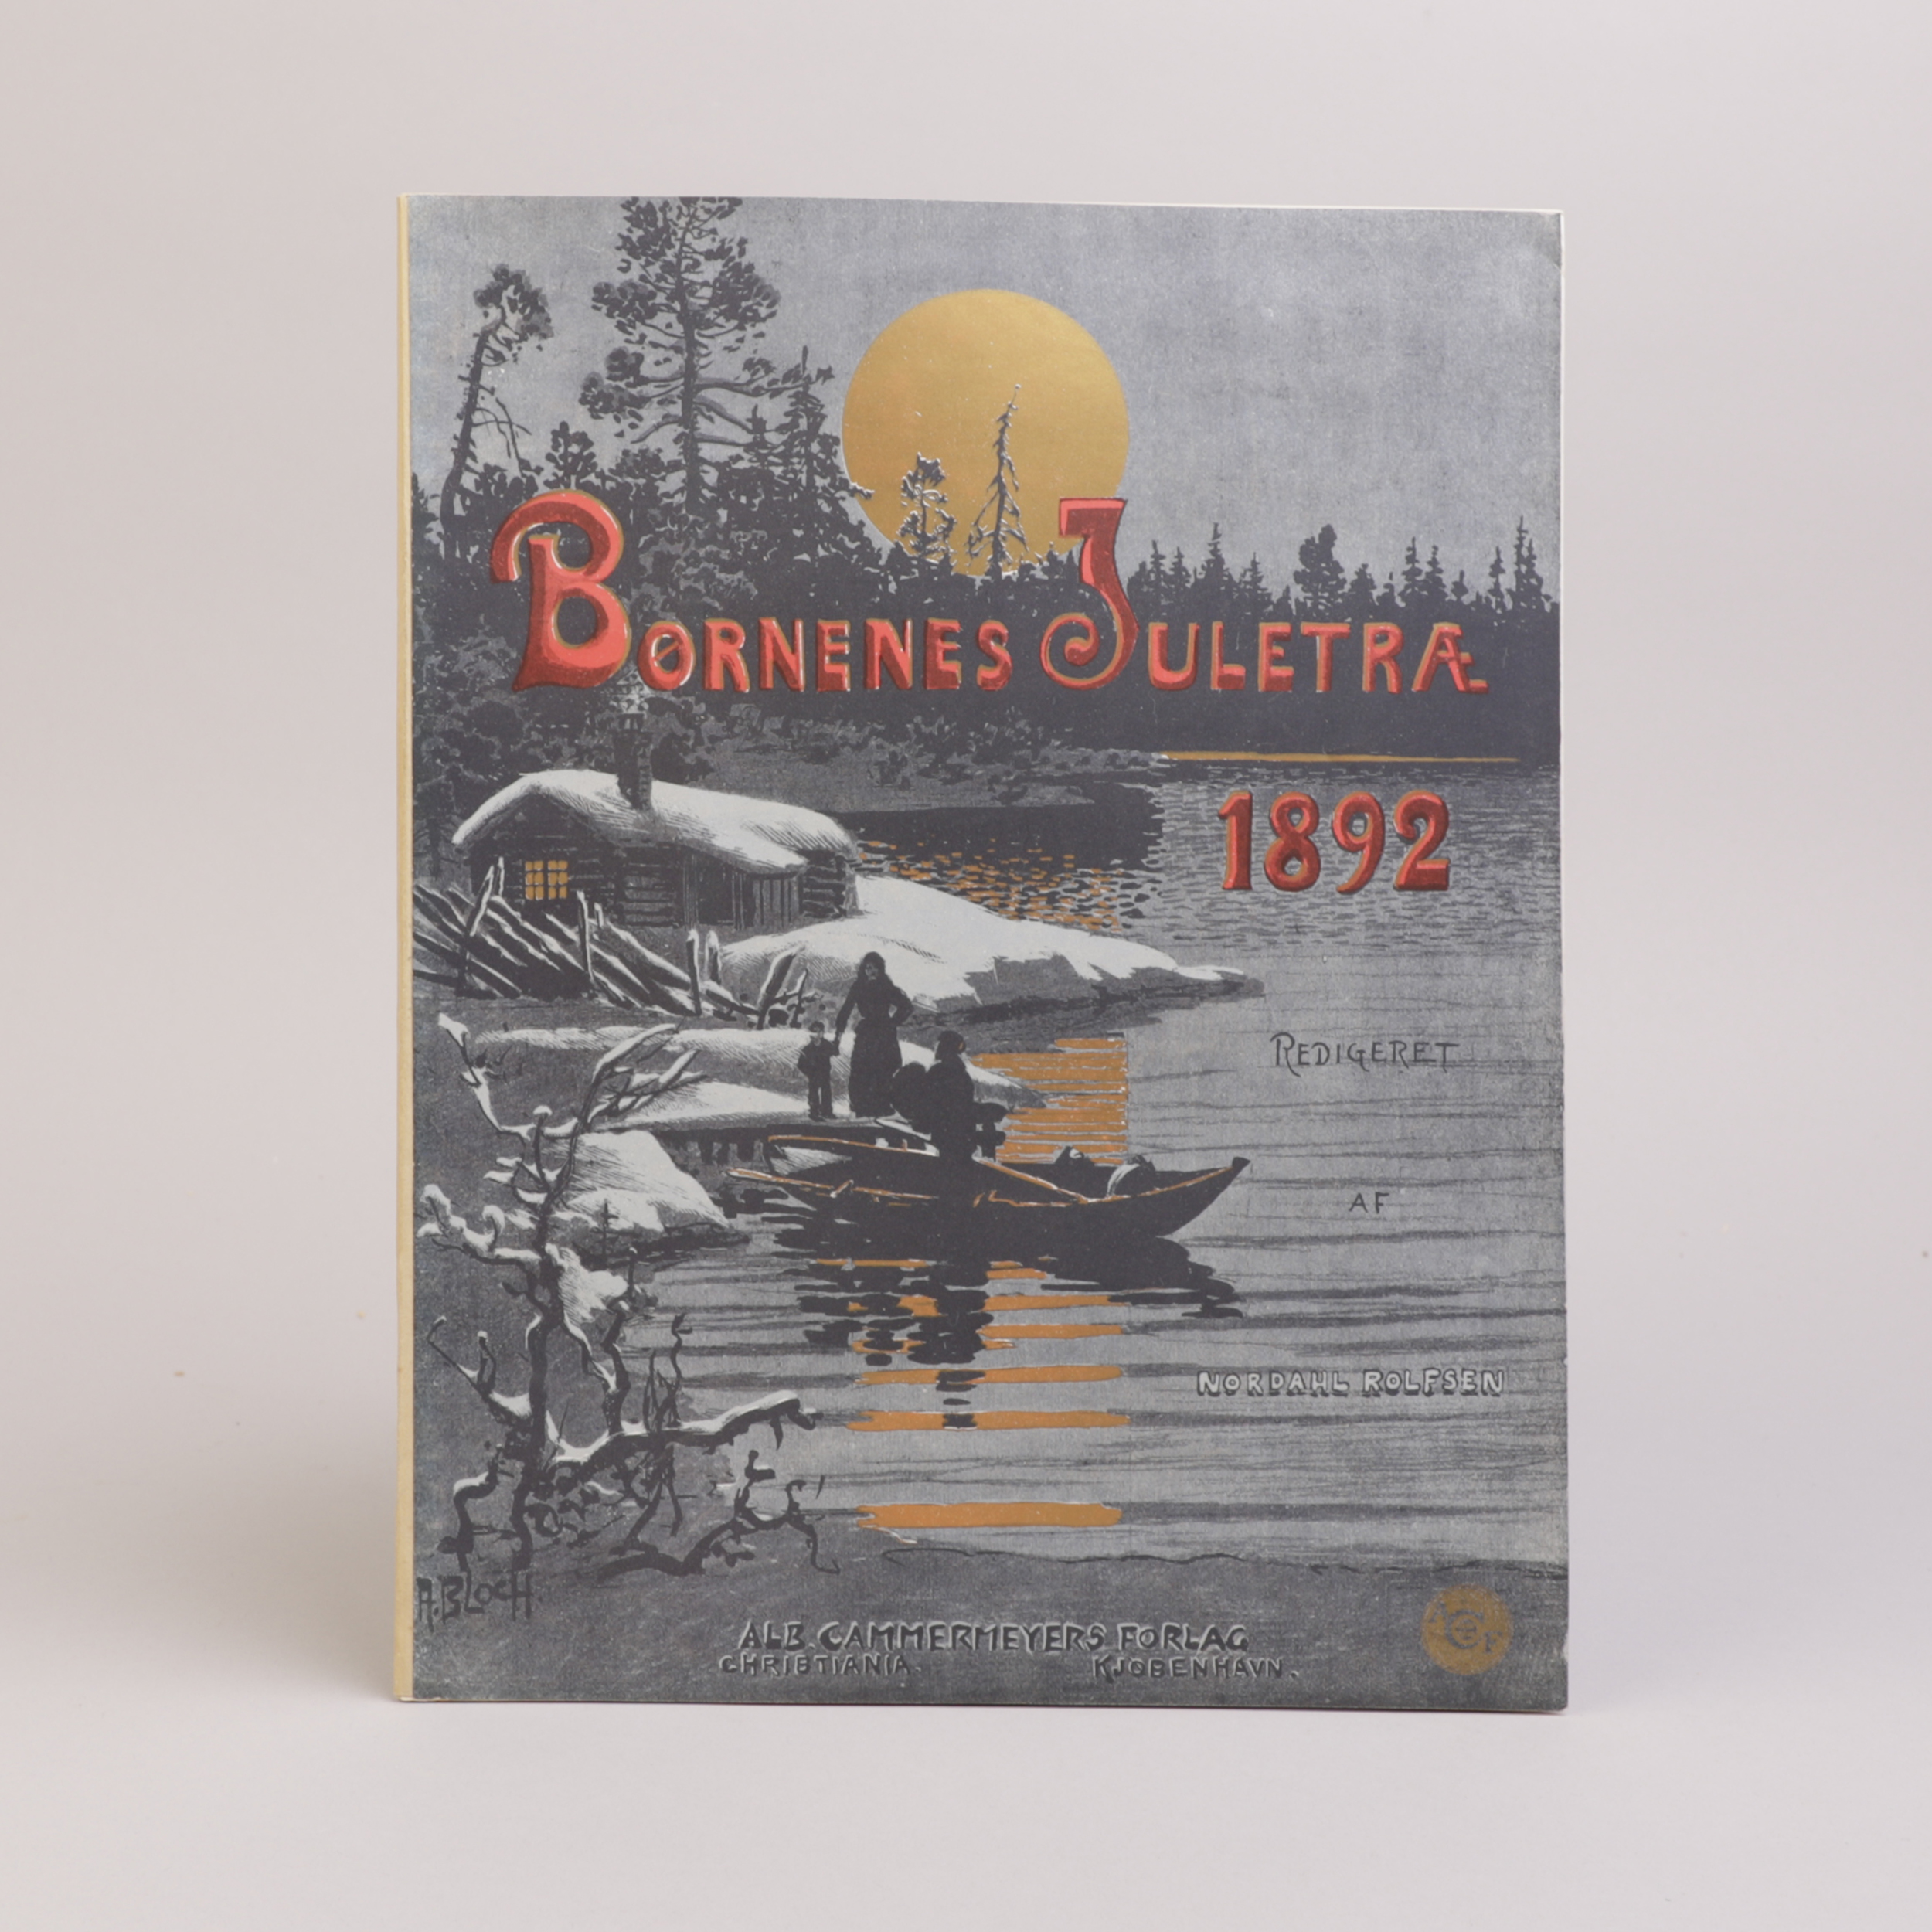 BØRNENES JULETRÆ
1892
REDIGERET
AF
NORDAHL ROLFSEN
A. BLOCH.
ALB. CAMMERMEYERS FORLAG
CHRISTIANIA. KJØBENHAVN.